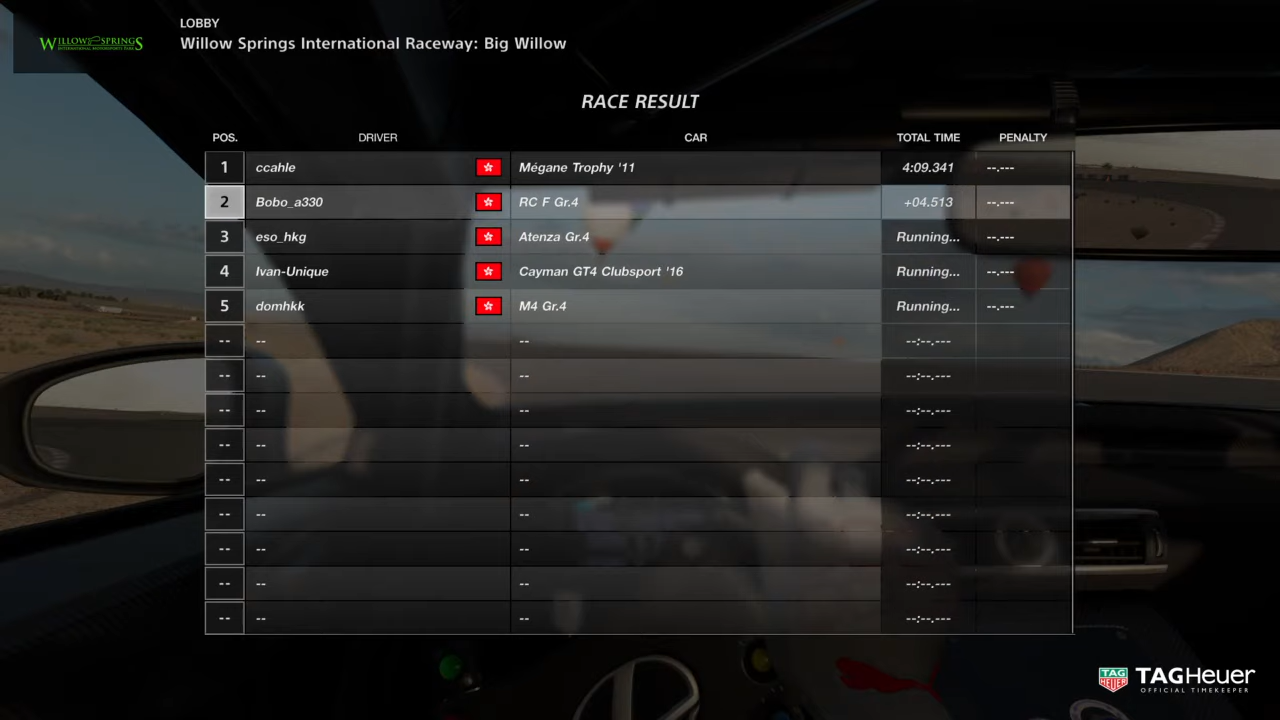 LOBBY
WILLOW SPRINGS
INTERNATIONAL MOTORSPORTS PARK
Willow Springs International Raceway: Big Willow
RACE RESULT
POS. DRIVER CAR TOTAL TIME PENALTY
1 ccahle Mégane Trophy '11 4:09.341 --.---
2 Bobo_a330 RC F Gr.4 +04.513 --.---
3 eso_hkg Atenza Gr.4 Running... --.---
4 Ivan-Unique Cayman GT4 Clubsport '16 Running... --.---
5 domhkk M4 Gr.4 Running... --.---
-- -- -- --:--.---
-- -- -- --:--.---
-- -- -- --:--.---
-- -- -- --:--.---
-- -- -- --:--.---
-- -- -- --:--.---
-- -- -- --:--.---
-- -- -- --:--.---
-- -- -- --:--.---
TAG HEUER TAGHeuer
OFFICIAL TIMEKEEPER